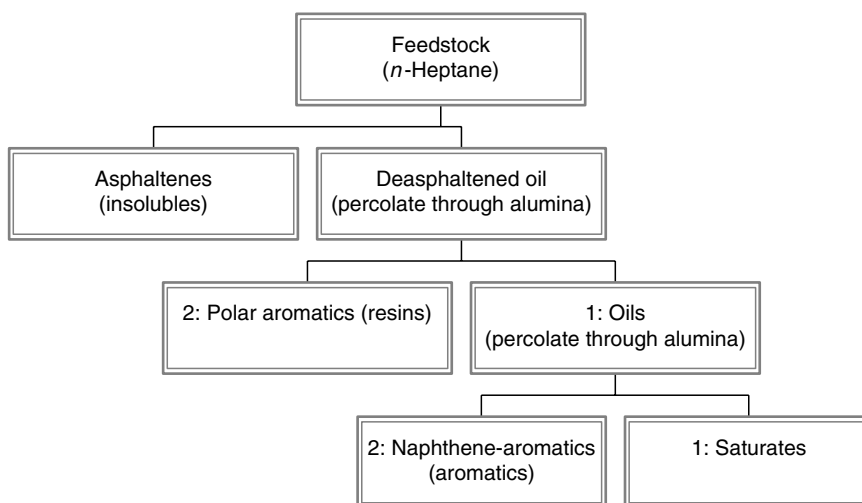 Feedstock
(n-Heptane)
Asphaltenes
(insolubles)
Deasphaltened oil
(percolate through alumina)
2: Polar aromatics (resins)
1: Oils
(percolate through alumina)
2: Naphthene-aromatics
(aromatics)
1: Saturates